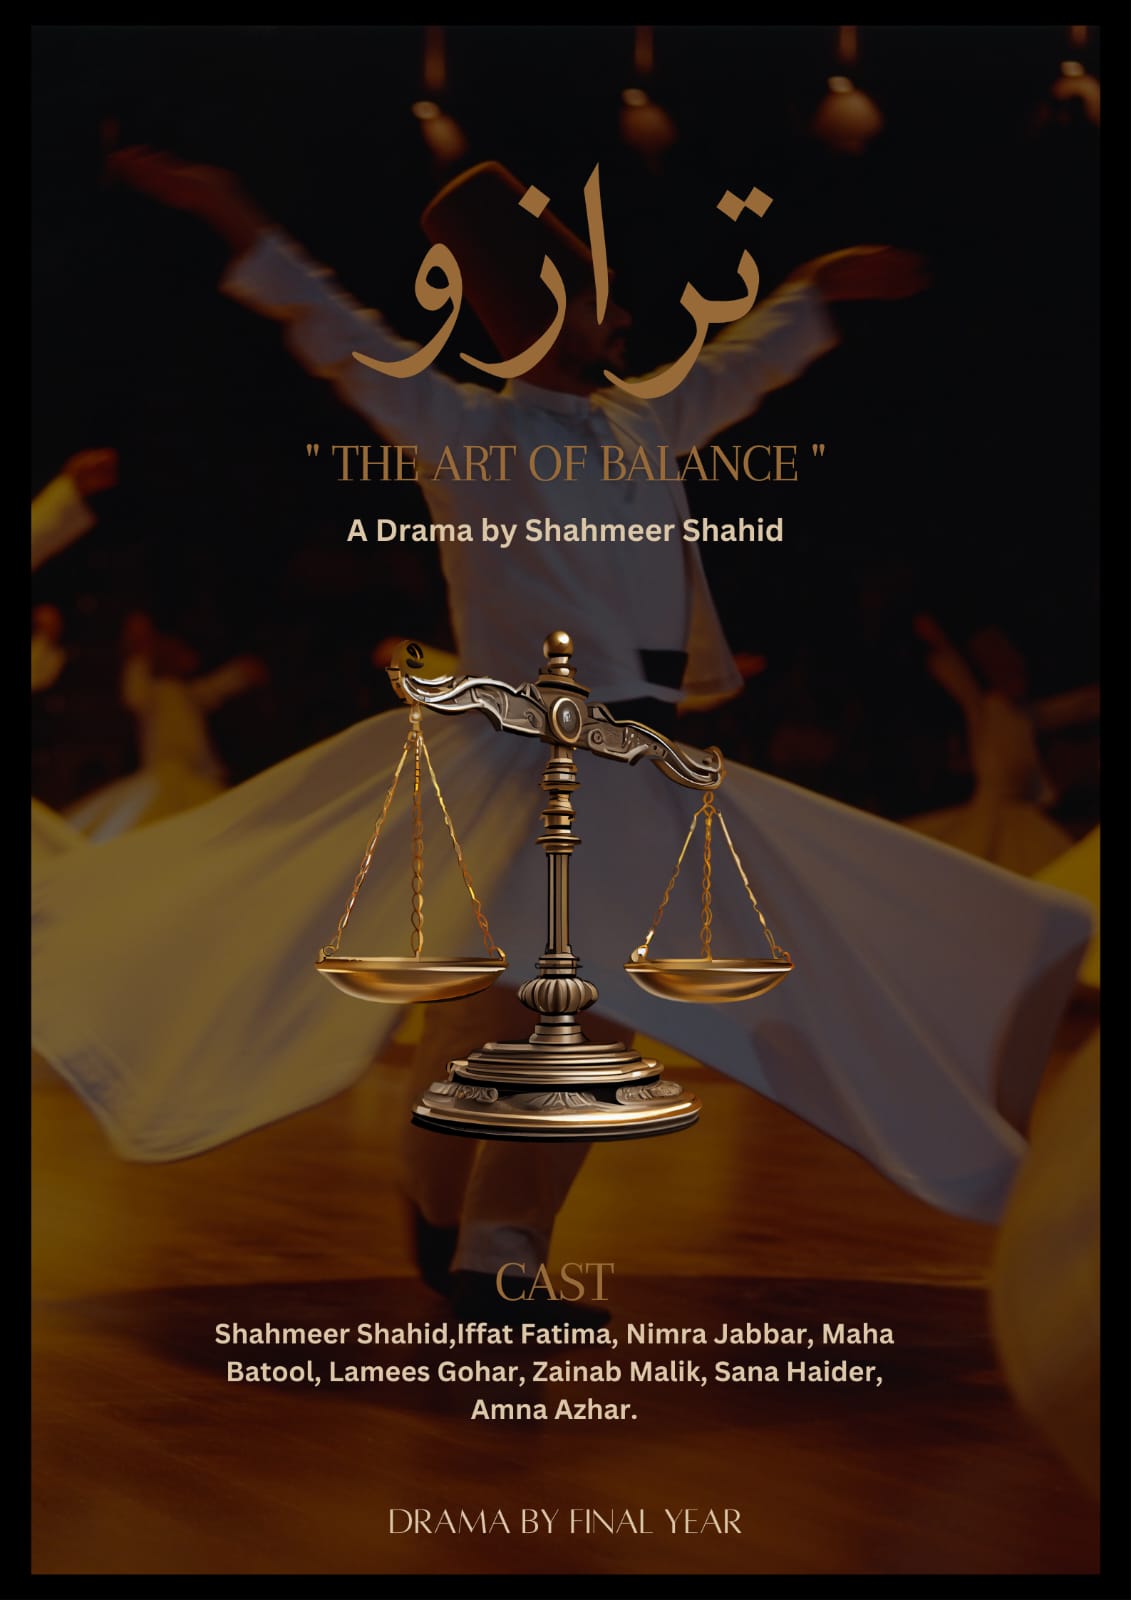 ترازو
" THE ART OF BALANCE "
A Drama by Shahmeer Shahid
CAST
Shahmeer Shahid,Iffat Fatima, Nimra Jabbar, Maha
Batool, Lamees Gohar, Zainab Malik, Sana Haider,
Amna Azhar.
DRAMA BY FINAL YEAR